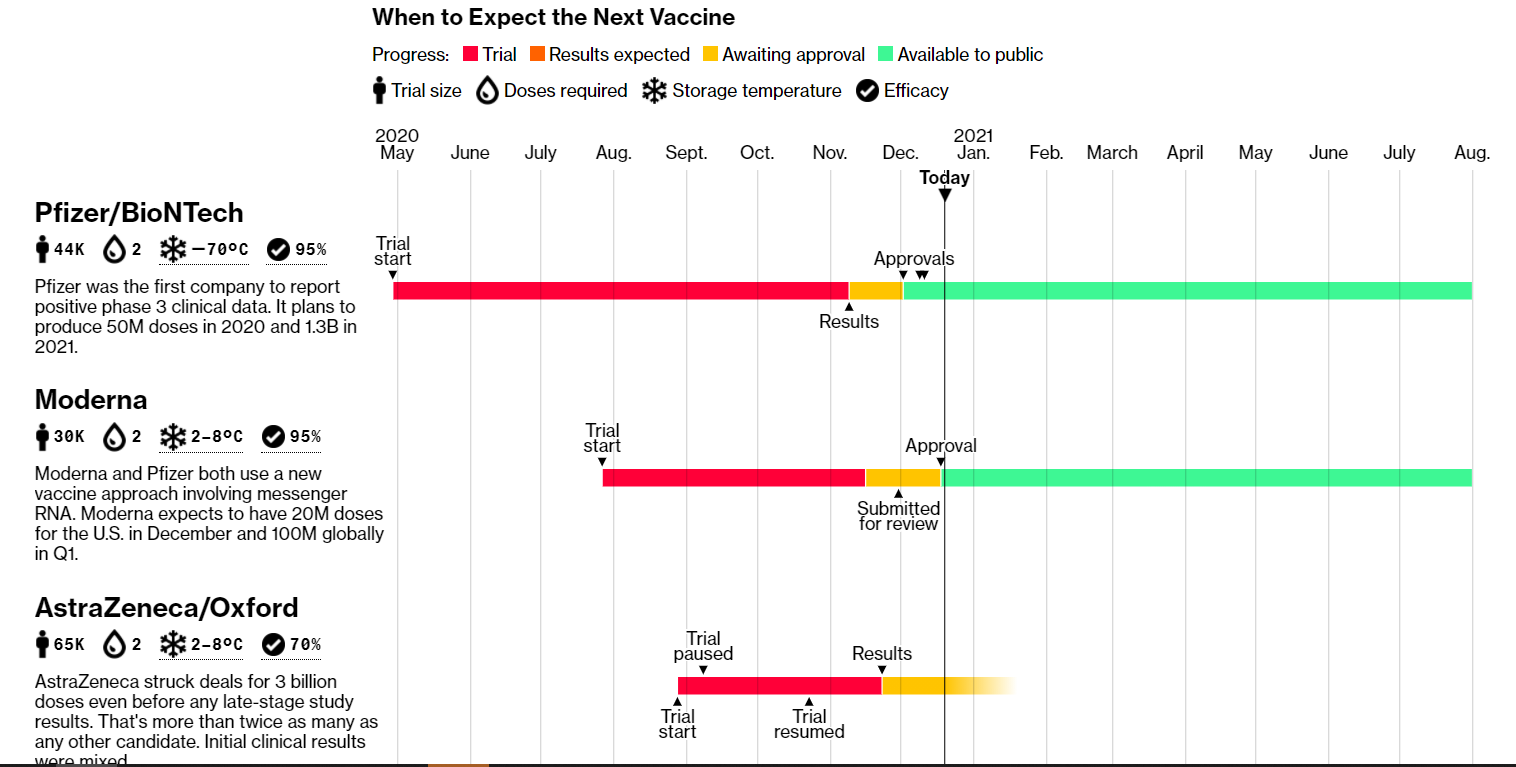 When to Expect the Next Vaccine
Progress: Trial Results expected Awaiting approval Available to public
Trial size Doses required Storage temperature Efficacy
2020 2021
May June July Aug. Sept. Oct. Nov. Dec. Jan. Feb. March April May June July Aug.
Today
Pfizer/BioNTech
44K 2 —70ºC 95%
Pfizer was the first company to report
positive phase 3 clinical data. It plans to
produce 50M doses in 2020 and 1.3B in
2021.
Trial
start
Approvals
Results
Moderna
30K 2 2–8ºC 95%
Moderna and Pfizer both use a new
vaccine approach involving messenger
RNA. Moderna expects to have 20M doses
for the U.S. in December and 100M globally
in Q1.
Trial
start
Approval
Submitted
for review
AstraZeneca/Oxford
65K 2 2–8ºC 70%
AstraZeneca struck deals for 3 billion
doses even before any late-stage study
results. That's more than twice as many as
any other candidate. Initial clinical results
were mixed
Trial
paused
Results
Trial
start
Trial
resumed